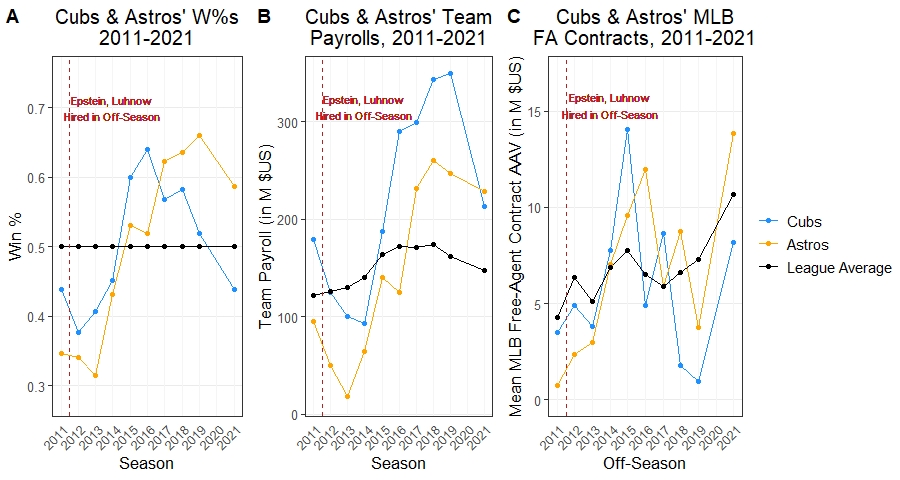 A
Cubs & Astros' W%s
2011-2021
Win %
0.7
0.6
0.5
0.4
0.3
Epstein, Luhnow
Hired in Off-Season
2011
2012
2013
2014
2015
2016
2017
2018
2019
2020
2021
Season
B
Cubs & Astros' Team
Payrolls, 2011-2021
Team Payroll (in M $US)
300
200
100
0
Epstein, Luhnow
Hired in Off-Season
2011
2012
2013
2014
2015
2016
2017
2018
2019
2020
2021
Season
C
Cubs & Astros' MLB
FA Contracts, 2011-2021
Mean MLB Free-Agent Contract AAV (in M $US)
15
10
5
0
Epstein, Luhnow
Hired in Off-Season
2011
2012
2013
2014
2015
2016
2017
2018
2019
2020
2021
Off-Season
Cubs
Astros
League Average